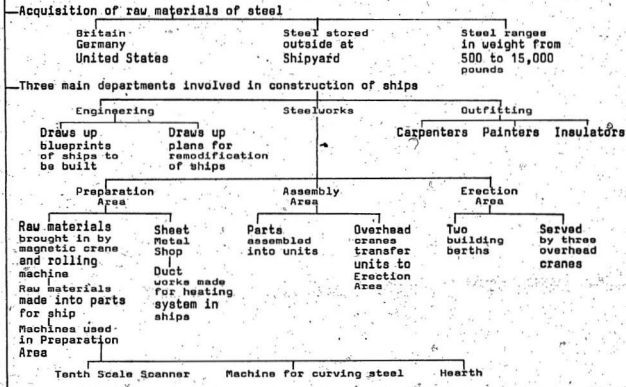 Acquisition of raw materials of steel
Britain
Germany
United States
Steel stored
outside at
Shipyard
Steel ranges
in weight from
500 to 15,000
pounds
Three main departments involved in construction of ships
Engineering
Steelworks
Outfitting
Draws up
blueprints
of ships to
be built
Draws up
plans for
remodification
of ships
Carpenters Painters Insulators
Preparation
Area
Assembly
Area
Erection
Area
Raw materials
brought in by
magnetic crane
and rolling
machine
Raw materials
made into parts
for ship
Machines used
in Preparation
Area
Sheet
Metal
Shop
Duct
works made
for heating
system in
ships
Parts
assembled
into units
Overhead
cranes
transfer
units to
Erection
Area
Two
building
berths
Served
by three
overhead
cranes
Tenth Scale Scanner
Machine for curving steel
Hearth